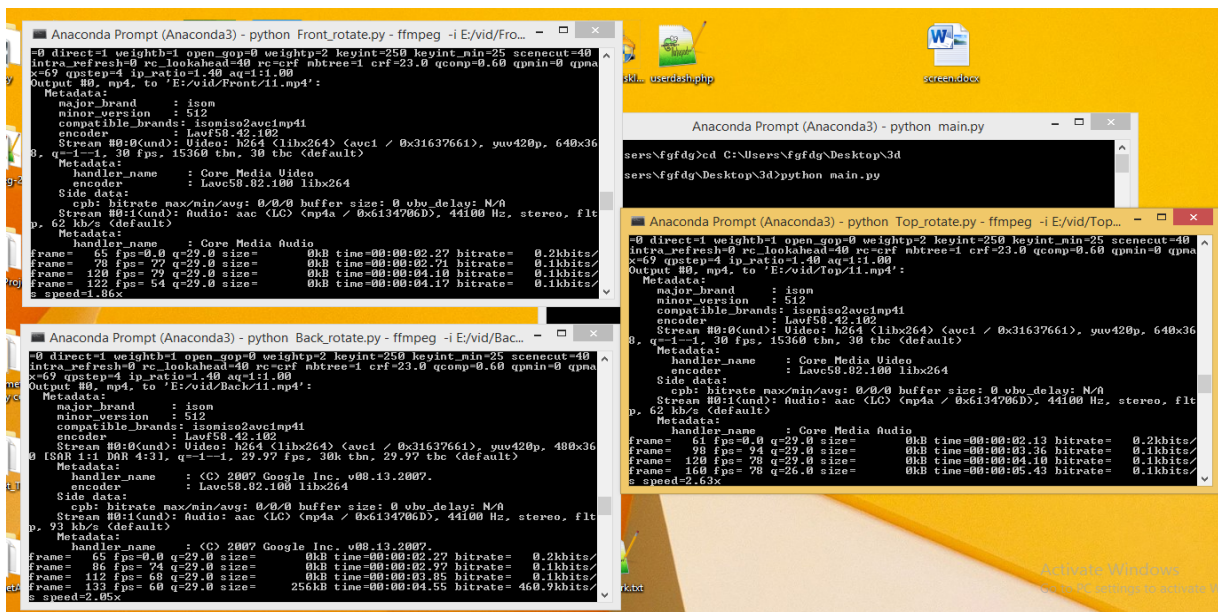 Anaconda Prompt (Anaconda3) - python Front_rotate.py - ffmpeg -i E:/vid/Fro...
=0 direct=1 weightb=1 open_gop=0 weightp=2 keyint=250 keyint_min=25 scenecut=40
intra_refresh=0 rc_lookahead=40 rc=crf mbtree=1 crf=23.0 qcomp=0.60 qpmin=0 qpma
x=69 qpstep=4 ip_ratio=1.40 aq=1:1.00
Output #0, mp4, to 'E:/vid/Front/11.mp4':
Metadata:
major_brand : isom
minor_version : 512
compatible_brands: isomiso2avc1mp41
encoder : Lavf58.42.102
Stream #0:0(und): Video: h264 (libx264) (avc1 / 0x31637661), yuv420p, 640x36
8, q=-1--1, 30 fps, 15360 tbn, 30 tbc (default)
Metadata:
handler_name : Core Media Video
encoder : Lavc58.82.100 libx264
Side data:
cpb: bitrate max/min/avg: 0/0/0 buffer size: 0 vbv_delay: N/A
Stream #0:1(und): Audio: aac (LC) (mp4a / 0x6134706D), 44100 Hz, stereo, flt
p, 62 kb/s (default)
Metadata:
handler_name : Core Media Audio
frame= 65 fps=0.0 q=29.0 size= 0kB time=00:00:02.27 bitrate= 0.2kbits/
frame= 78 fps= 77 q=29.0 size= 0kB time=00:00:02.71 bitrate= 0.1kbits/
frame= 120 fps= 79 q=29.0 size= 0kB time=00:00:04.10 bitrate= 0.1kbits/
frame= 122 fps= 54 q=29.0 size= 0kB time=00:00:04.17 bitrate= 0.1kbits/
s speed=1.86x
userdash.php
screen.docx
Anaconda Prompt (Anaconda3) - python main.py
sers\fgfdg>cd C:\Users\fgfdg\Desktop\3d
sers\fgfdg\Desktop\3d>python main.py
Anaconda Prompt (Anaconda3) - python Top_rotate.py - ffmpeg -i E:/vid/Top...
=0 direct=1 weightb=1 open_gop=0 weightp=2 keyint=250 keyint_min=25 scenecut=40
intra_refresh=0 rc_lookahead=40 rc=crf mbtree=1 crf=23.0 qcomp=0.60 qpmin=0 qpma
x=69 qpstep=4 ip_ratio=1.40 aq=1:1.00
Output #0, mp4, to 'E:/vid/Top/11.mp4':
Metadata:
major_brand : isom
minor_version : 512
compatible_brands: isomiso2avc1mp41
encoder : Lavf58.42.102
Stream #0:0(und): Video: h264 (libx264) (avc1 / 0x31637661), yuv420p, 640x36
8, q=-1--1, 30 fps, 15360 tbn, 30 tbc (default)
Metadata:
handler_name : Core Media Video
encoder : Lavc58.82.100 libx264
Side data:
cpb: bitrate max/min/avg: 0/0/0 buffer size: 0 vbv_delay: N/A
Stream #0:1(und): Audio: aac (LC) (mp4a / 0x6134706D), 44100 Hz, stereo, flt
p, 62 kb/s (default)
Metadata:
handler_name : Core Media Audio
frame= 61 fps=0.0 q=29.0 size= 0kB time=00:00:02.13 bitrate= 0.2kbits/
frame= 98 fps= 94 q=29.0 size= 0kB time=00:00:03.36 bitrate= 0.1kbits/
frame= 120 fps= 78 q=29.0 size= 0kB time=00:00:04.10 bitrate= 0.1kbits/
frame= 160 fps= 78 q=26.0 size= 0kB time=00:00:05.43 bitrate= 0.1kbits/
s speed=2.63x
Anaconda Prompt (Anaconda3) - python Back_rotate.py - ffmpeg -i E:/vid/Bac...
=0 direct=1 weightb=1 open_gop=0 weightp=2 keyint=250 keyint_min=25 scenecut=40
intra_refresh=0 rc_lookahead=40 rc=crf mbtree=1 crf=23.0 qcomp=0.60 qpmin=0 qpma
x=69 qpstep=4 ip_ratio=1.40 aq=1:1.00
Output #0, mp4, to 'E:/vid/Back/11.mp4':
Metadata:
major_brand : isom
minor_version : 512
compatible_brands: isomiso2avc1mp41
encoder : Lavf58.42.102
Stream #0:0(und): Video: h264 (libx264) (avc1 / 0x31637661), yuv420p, 480x36
0 [SAR 1:1 DAR 4:3], q=-1--1, 29.97 fps, 30k tbn, 29.97 tbc (default)
Metadata:
handler_name : (C) 2007 Google Inc. v08.13.2007.
encoder : Lavc58.82.100 libx264
Side data:
cpb: bitrate max/min/avg: 0/0/0 buffer size: 0 vbv_delay: N/A
Stream #0:1(und): Audio: aac (LC) (mp4a / 0x6134706D), 44100 Hz, stereo, flt
p, 93 kb/s (default)
Metadata:
handler_name : (C) 2007 Google Inc. v08.13.2007.
frame= 65 fps=0.0 q=29.0 size= 0kB time=00:00:02.27 bitrate= 0.2kbits/
frame= 86 fps= 74 q=29.0 size= 0kB time=00:00:02.97 bitrate= 0.1kbits/
frame= 112 fps= 68 q=29.0 size= 0kB time=00:00:03.85 bitrate= 0.1kbits/
frame= 133 fps= 60 q=29.0 size= 256kB time=00:00:04.55 bitrate= 460.9kbits/
s speed=2.05x
Activate Windows
PC settings to activate